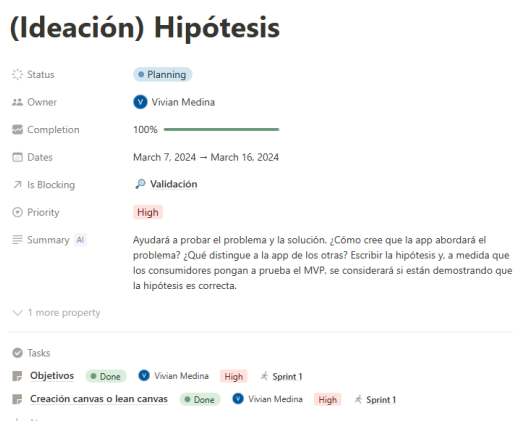 (Ideación) Hipótesis
Status Planning
Owner V Vivian Medina
Completion 100%
Dates March 7, 2024 → March 16, 2024
Is Blocking Validación
Priority High
Summary AI Ayudará a probar el problema y la solución. ¿Cómo cree que la app abordará el
problema? ¿Qué distingue a la app de los otras? Escribir la hipótesis y, a medida que
los consumidores pongan a prueba el MVP, se considerará si están demostrando que
la hipótesis es correcta.
1 more property
Tasks
Objetivos Done V Vivian Medina High Sprint 1
Creación canvas o lean canvas Done V Vivian Medina High Sprint 1